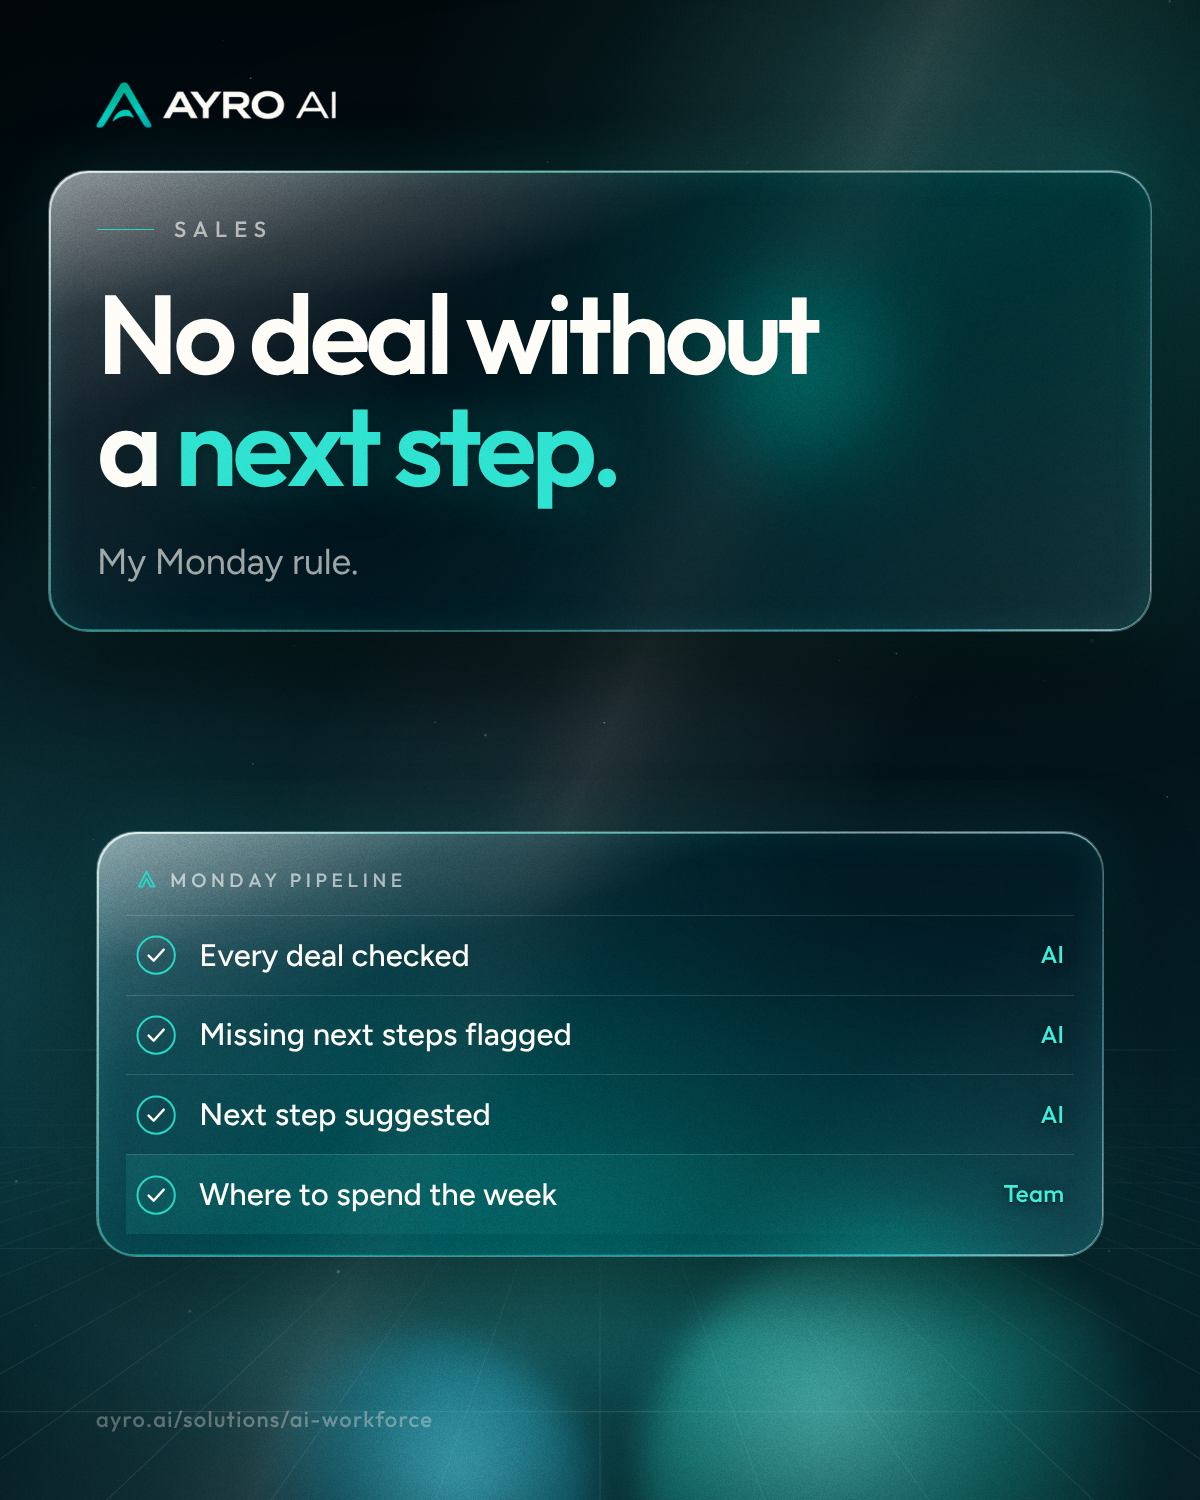 AYRO AI
SALES
No deal without
a next step.
My Monday rule.
MONDAY PIPELINE
Every deal checked AI
Missing next steps flagged AI
Next step suggested AI
Where to spend the week Team
ayro.ai/solutions/ai-workforce